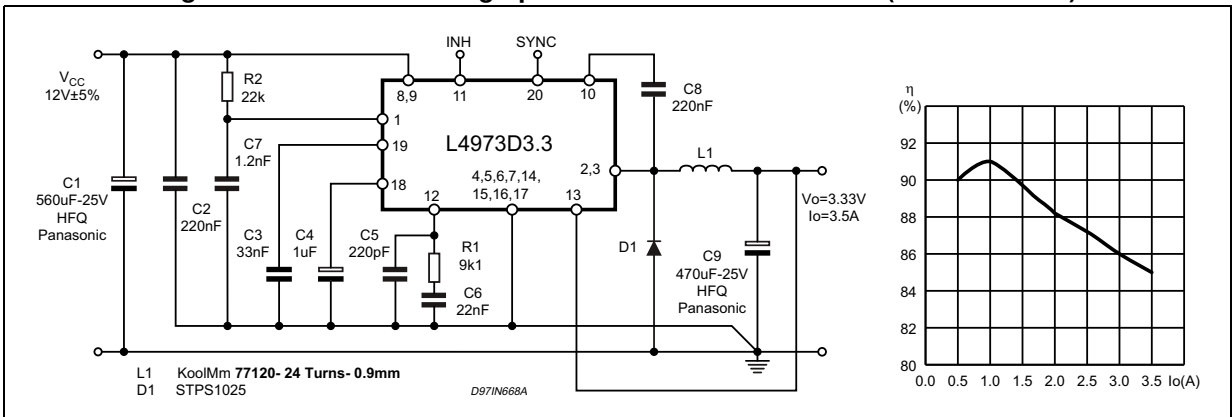 INH
SYNC
VCC
12V±5%
R2
22k
8,9
11
20
10
C8
220nF
1
19
18
L4973D3.3
4,5,6,7,14,
15,16,17
12
13
2,3
L1
Vo=3.33V
Io=3.5A
C7
1.2nF
C1
560uF-25V
HFQ
Panasonic
C2
220nF
C3
33nF
C4
1uF
C5
220pF
R1
9k1
C6
22nF
D1
C9
470uF-25V
HFQ
Panasonic
L1 KoolMm 77120- 24 Turns- 0.9mm
D1 STPS1025
D97IN668A
η
(%)
92
90
88
86
84
82
80
0.0 0.5 1.0 1.5 2.0 2.5 3.0 3.5 Io(A)